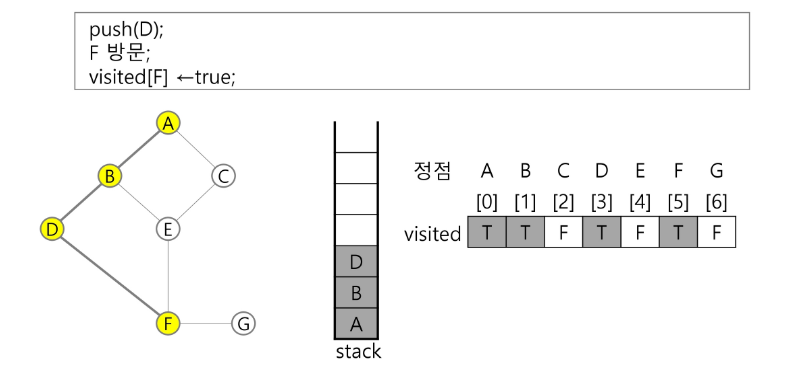 push(D);
F 방문;
visited[F] ←true;
A
B
C
D
E
F
G
D
B
A
stack
정점 A B C D E F G
[0] [1] [2] [3] [4] [5] [6]
visited T T F T F T F